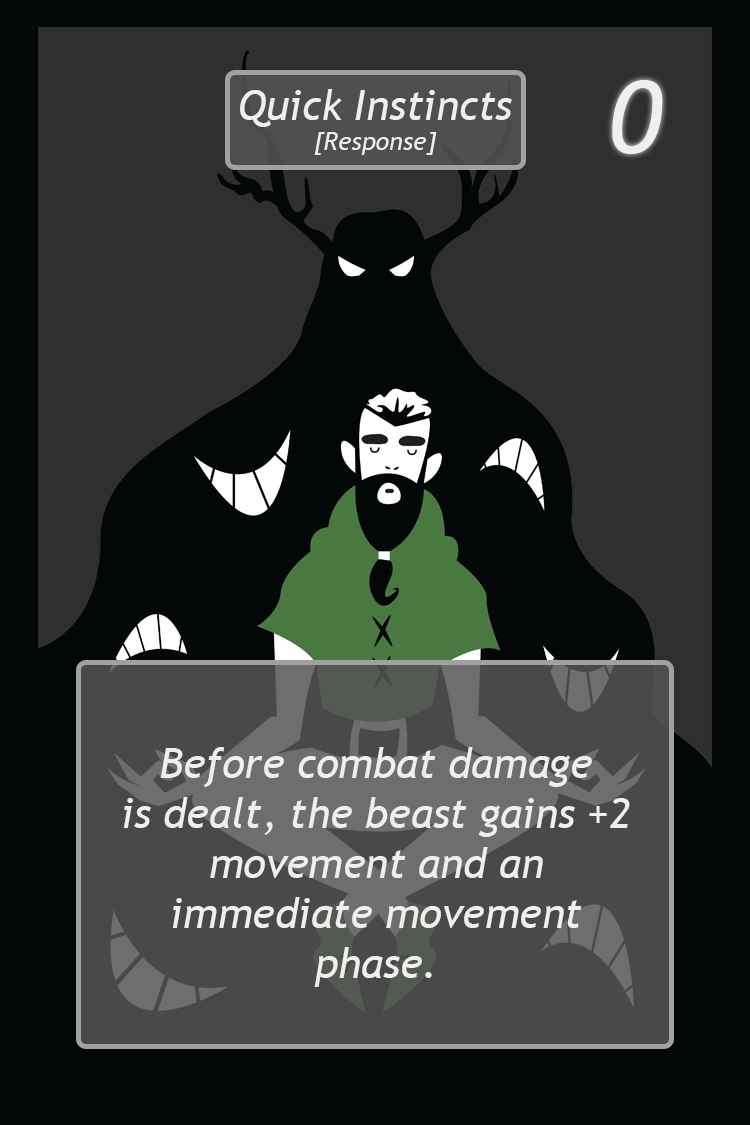 Quick Instincts
[Response]
0
Before combat damage
is dealt, the beast gains +2
movement and an
immediate movement
phase.